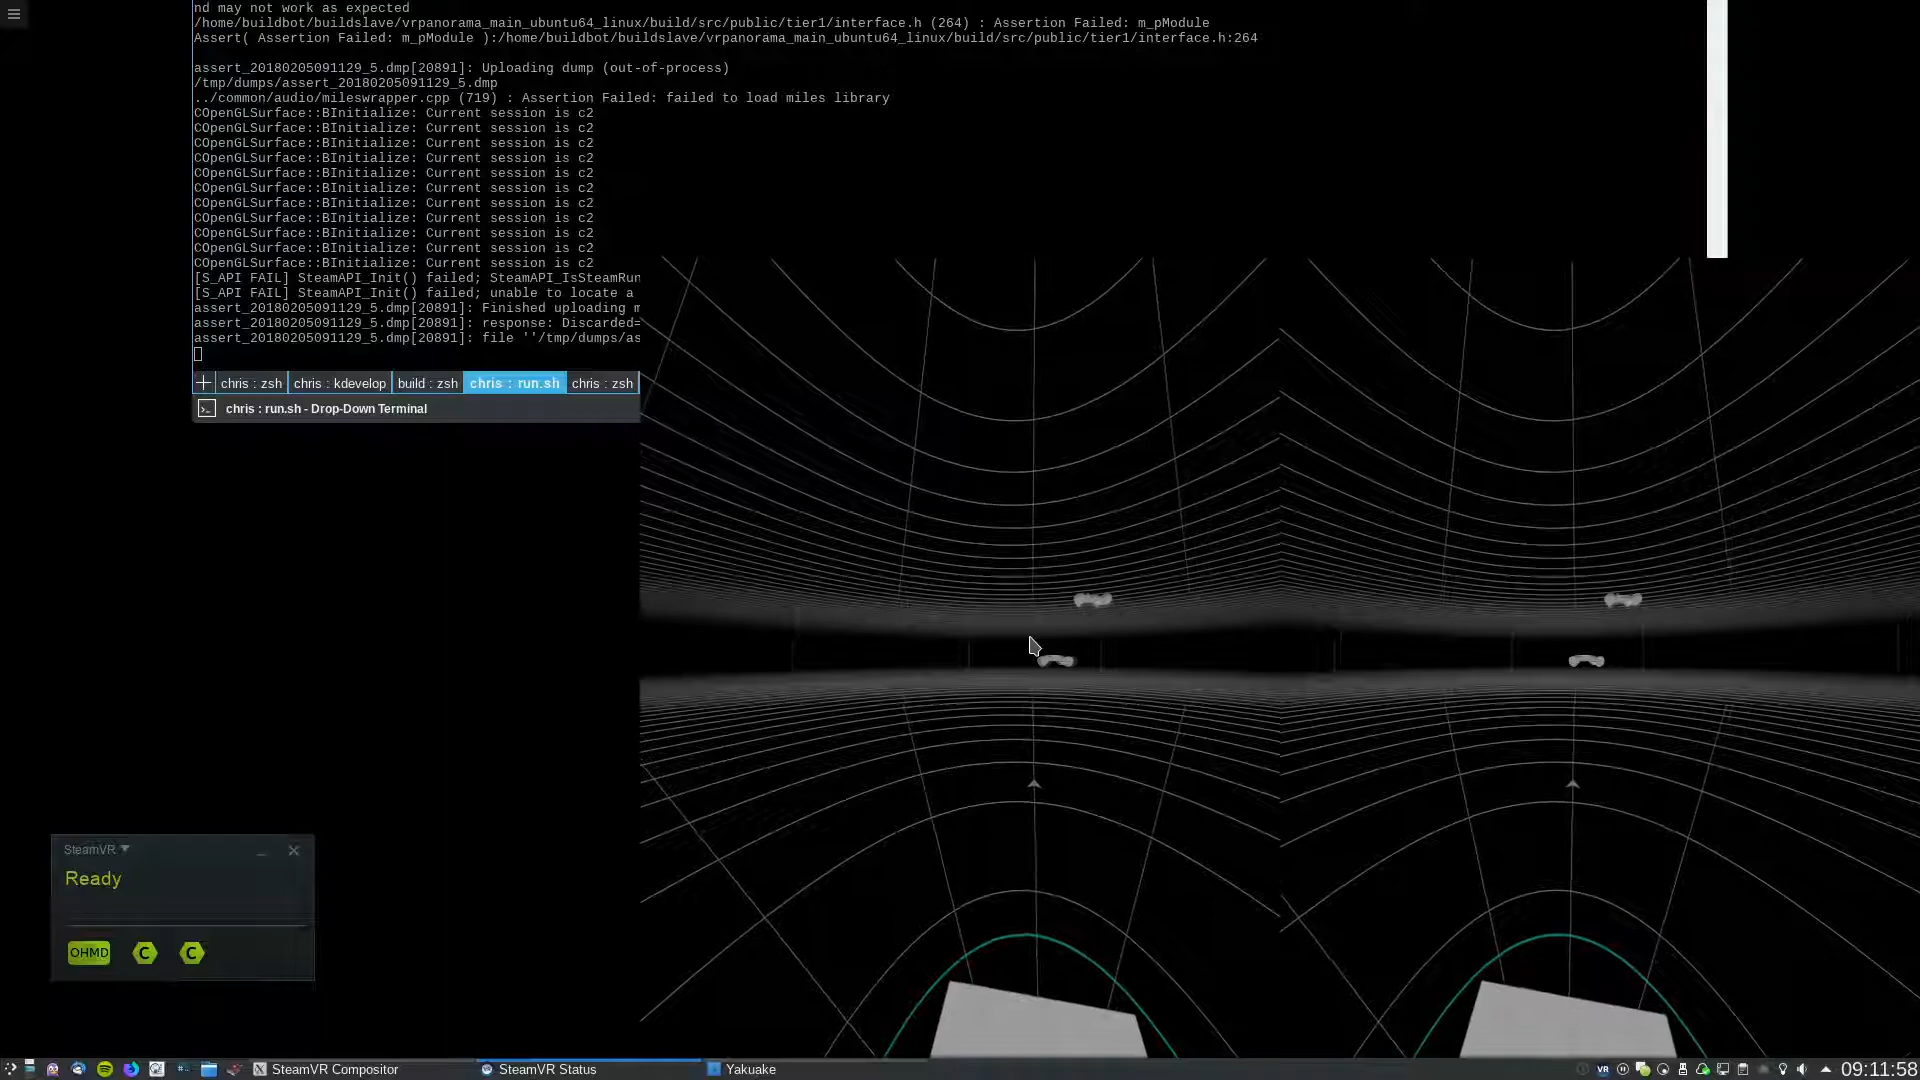 nd may not work as expected
/home/buildbot/buildslave/vrpanorama_main_ubuntu64_linux/build/src/public/tier1/interface.h (264) : Assertion Failed: m_pModule
Assert( Assertion Failed: m_pModule ):/home/buildbot/buildslave/vrpanorama_main_ubuntu64_linux/build/src/public/tier1/interface.h:264
assert_20180205091129_5.dmp[20891]: Uploading dump (out-of-process)
/tmp/dumps/assert_20180205091129_5.dmp
../common/audio/mileswrapper.cpp (719) : Assertion Failed: failed to load miles library
COpenGLSurface::BInitialize: Current session is c2
COpenGLSurface::BInitialize: Current session is c2
COpenGLSurface::BInitialize: Current session is c2
COpenGLSurface::BInitialize: Current session is c2
COpenGLSurface::BInitialize: Current session is c2
COpenGLSurface::BInitialize: Current session is c2
COpenGLSurface::BInitialize: Current session is c2
COpenGLSurface::BInitialize: Current session is c2
COpenGLSurface::BInitialize: Current session is c2
COpenGLSurface::BInitialize: Current session is c2
COpenGLSurface::BInitialize: Current session is c2
[S_API FAIL] SteamAPI_Init() failed; SteamAPI_IsSteamRun
[S_API FAIL] SteamAPI_Init() failed; unable to locate a
assert_20180205091129_5.dmp[20891]: Finished uploading m
assert_20180205091129_5.dmp[20891]: response: Discarded=
assert_20180205091129_5.dmp[20891]: file ''/tmp/dumps/as
chris : zsh chris : kdevelop build : zsh chris : run.sh chris : zsh
chris : run.sh - Drop-Down Terminal
SteamVR
Ready
OHMD C C
SteamVR Compositor SteamVR Status Yakuake VR 09:11:58